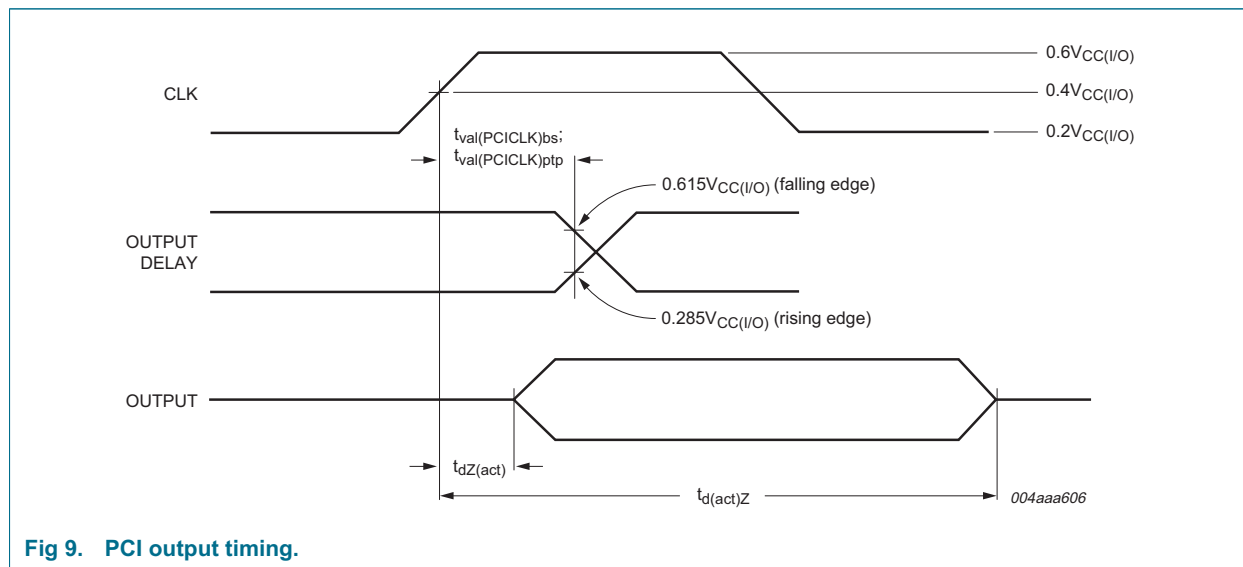 0.6VCC(I/O)
CLK
0.4VCC(I/O)
0.2VCC(I/O)
tval(PCICLK)bs;
tval(PCICLK)ptp
0.615VCC(I/O) (falling edge)
OUTPUT
DELAY
0.285VCC(I/O) (rising edge)
OUTPUT
tdZ(act)
td(act)Z
004aaa606
Fig 9. PCI output timing.